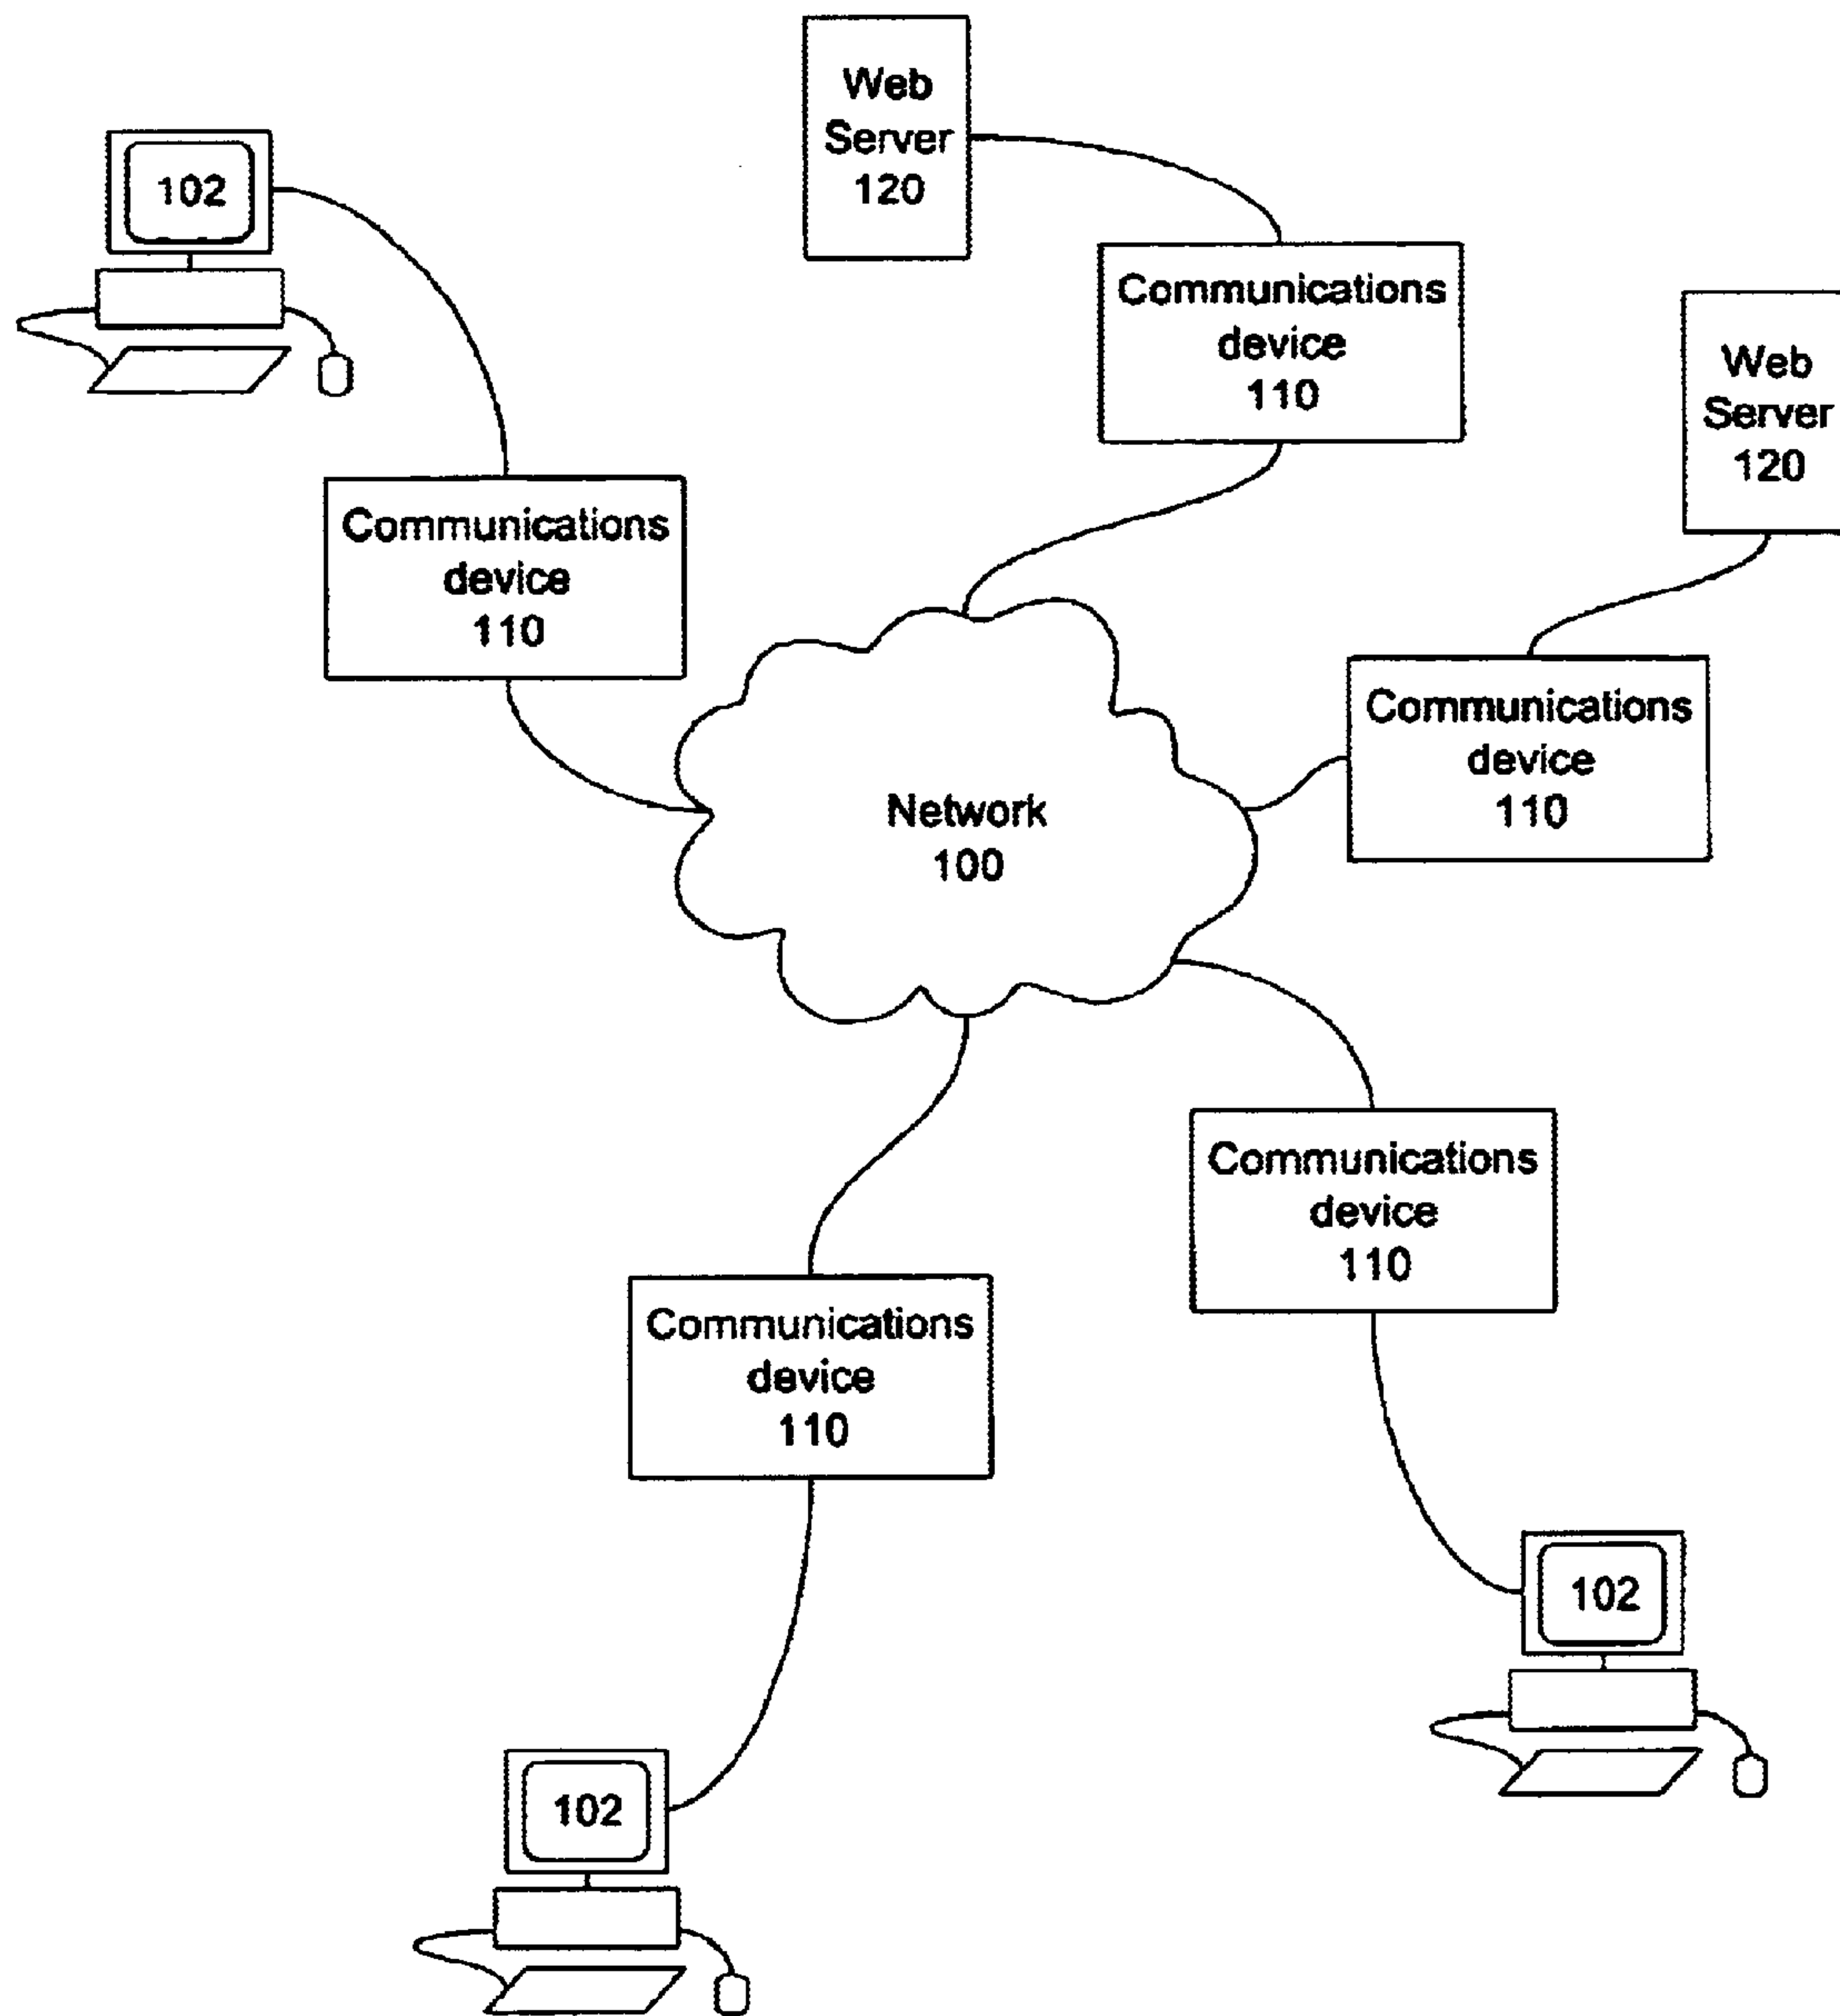 Web
Server
120
102
Communications
device
110
Web
Server
120
Communications
device
110
Communications
device
110
Network
100
Communications
device
110
Communications
device
110
102
102